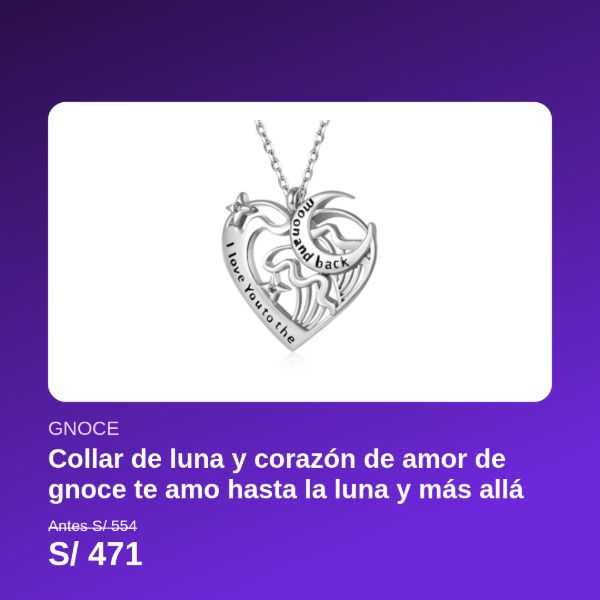 I love You to the
moon and back
GNOCE
Collar de luna y corazón de amor de
gnoce te amo hasta la luna y más allá
Antes S/ 554
S/ 471